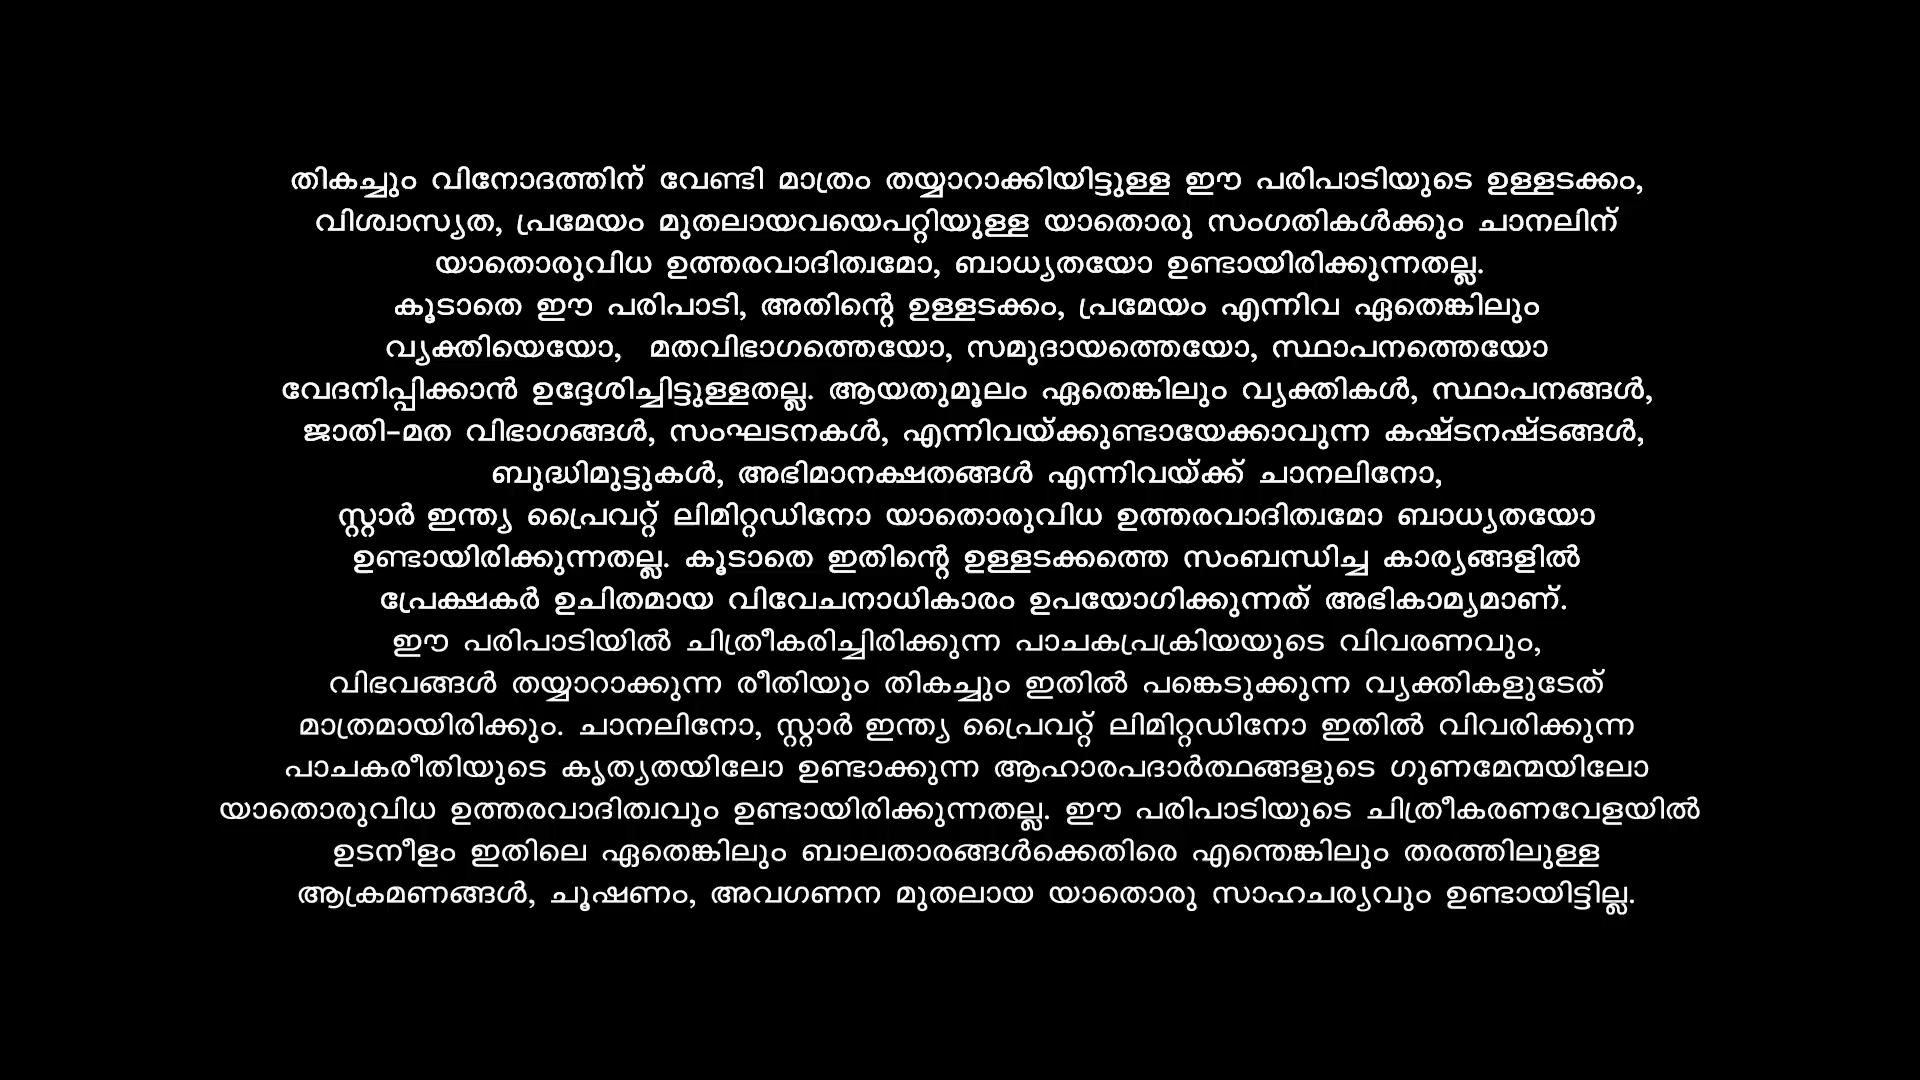 തികച്ചും വിനോദത്തിന് വേണ്ടി മാത്രം തയ്യാറാക്കിയിട്ടുള്ള ഈ പരിപാടിയുടെ ഉള്ളടക്കം,
വിശ്വാസ്യത, പ്രമേയം മുതലായവയെപറ്റിയുള്ള യാതൊരു സംഗതികൾക്കും ചാനലിന്
യാതൊരുവിധ ഉത്തരവാദിത്വമോ, ബാധ്യതയോ ഉണ്ടായിരിക്കുന്നതല്ല.
കൂടാതെ ഈ പരിപാടി, അതിന്റെ ഉള്ളടക്കം, പ്രമേയം എന്നിവ ഏതെങ്കിലും
വ്യക്തിയെയോ, മതവിഭാഗത്തെയോ, സമുദായത്തെയോ, സ്ഥാപനത്തെയോ
വേദനിപ്പിക്കാൻ ഉദ്ദേശിച്ചിട്ടുള്ളതല്ല. ആയതുമൂലം ഏതെങ്കിലും വ്യക്തികൾ, സ്ഥാപനങ്ങൾ,
ജാതി-മത വിഭാഗങ്ങൾ, സംഘടനകൾ, എന്നിവയ്ക്കുണ്ടായേക്കാവുന്ന കഷ്ടനഷ്ടങ്ങൾ,
ബുദ്ധിമുട്ടുകൾ, അഭിമാനക്ഷതങ്ങൾ എന്നിവയ്ക്ക് ചാനലിനോ,
സ്റ്റാർ ഇന്ത്യ പ്രൈവറ്റ് ലിമിറ്റഡിനോ യാതൊരുവിധ ഉത്തരവാദിത്വമോ ബാധ്യതയോ
ഉണ്ടായിരിക്കുന്നതല്ല. കൂടാതെ ഇതിന്റെ ഉള്ളടക്കത്തെ സംബന്ധിച്ച കാര്യങ്ങളിൽ
പ്രേക്ഷകർ ഉചിതമായ വിവേചനാധികാരം ഉപയോഗിക്കുന്നത് അഭികാമ്യമാണ്.
ഈ പരിപാടിയിൽ ചിത്രീകരിച്ചിരിക്കുന്ന പാചകപ്രക്രിയയുടെ വിവരണവും,
വിഭവങ്ങൾ തയ്യാറാക്കുന്ന രീതിയും തികച്ചും ഇതിൽ പങ്കെടുക്കുന്ന വ്യക്തികളുടേത്
മാത്രമായിരിക്കും. ചാനലിനോ, സ്റ്റാർ ഇന്ത്യ പ്രൈവറ്റ് ലിമിറ്റഡിനോ ഇതിൽ വിവരിക്കുന്ന
പാചകരീതിയുടെ കൃത്യതയിലോ ഉണ്ടാക്കുന്ന ആഹാരപദാർത്ഥങ്ങളുടെ ഗുണമേന്മയിലോ
യാതൊരുവിധ ഉത്തരവാദിത്വവും ഉണ്ടായിരിക്കുന്നതല്ല. ഈ പരിപാടിയുടെ ചിത്രീകരണവേളയിൽ
ഉടനീളം ഇതിലെ ഏതെങ്കിലും ബാലതാരങ്ങൾക്കെതിരെ എന്തെങ്കിലും തരത്തിലുള്ള
ആക്രമണങ്ങൾ, ചൂഷണം, അവഗണന മുതലായ യാതൊരു സാഹചര്യവും ഉണ്ടായിട്ടില്ല.